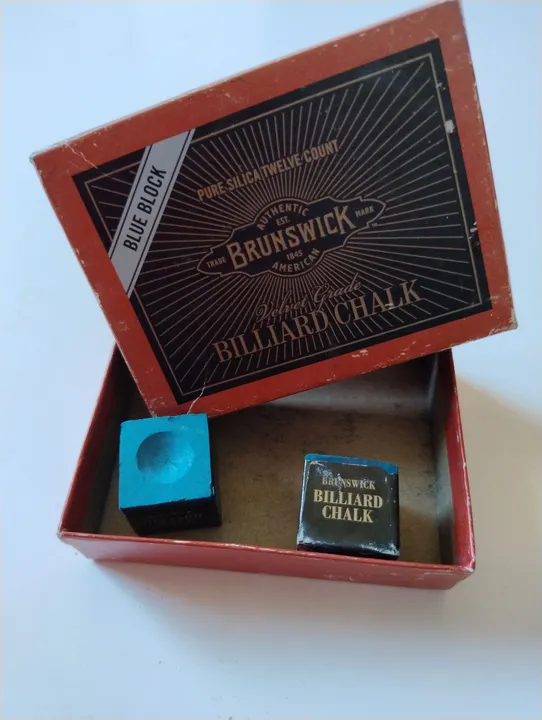 BLUE BLOCK
PURE SILICA TWELVE COUNT
AUTHENTIC
EST.
TRADE BRUNSWICK MARK
1845
AMERICAN
Velvet Grade
BILLIARD CHALK
BRUNSWICK
BILLIARD
CHALK